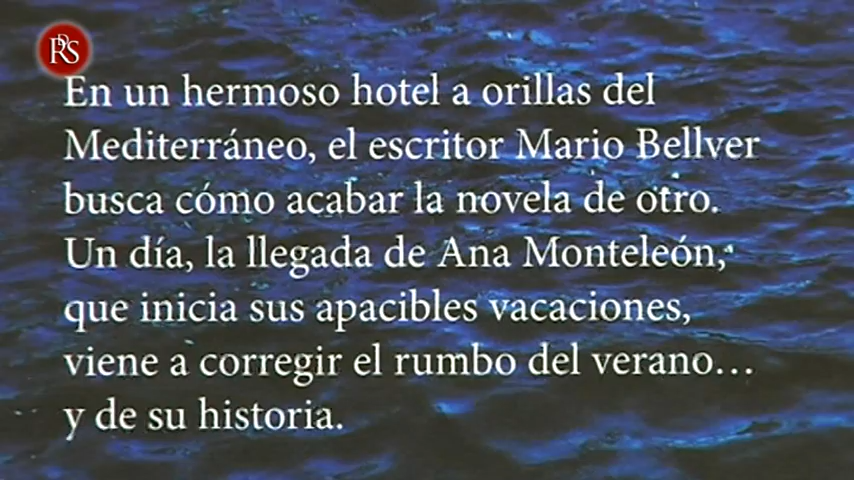 RDS
En un hermoso hotel a orillas del
Mediterráneo, el escritor Mario Bellver
busca cómo acabar la novela de otro.
Un día, la llegada de Ana Monteleón,
que inicia sus apacibles vacaciones,
viene a corregir el rumbo del verano…
y de su historia.